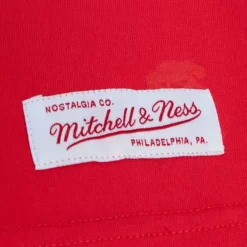 NOSTALGIA CO.
Mitchell & Ness
PHILADELPHIA, PA.